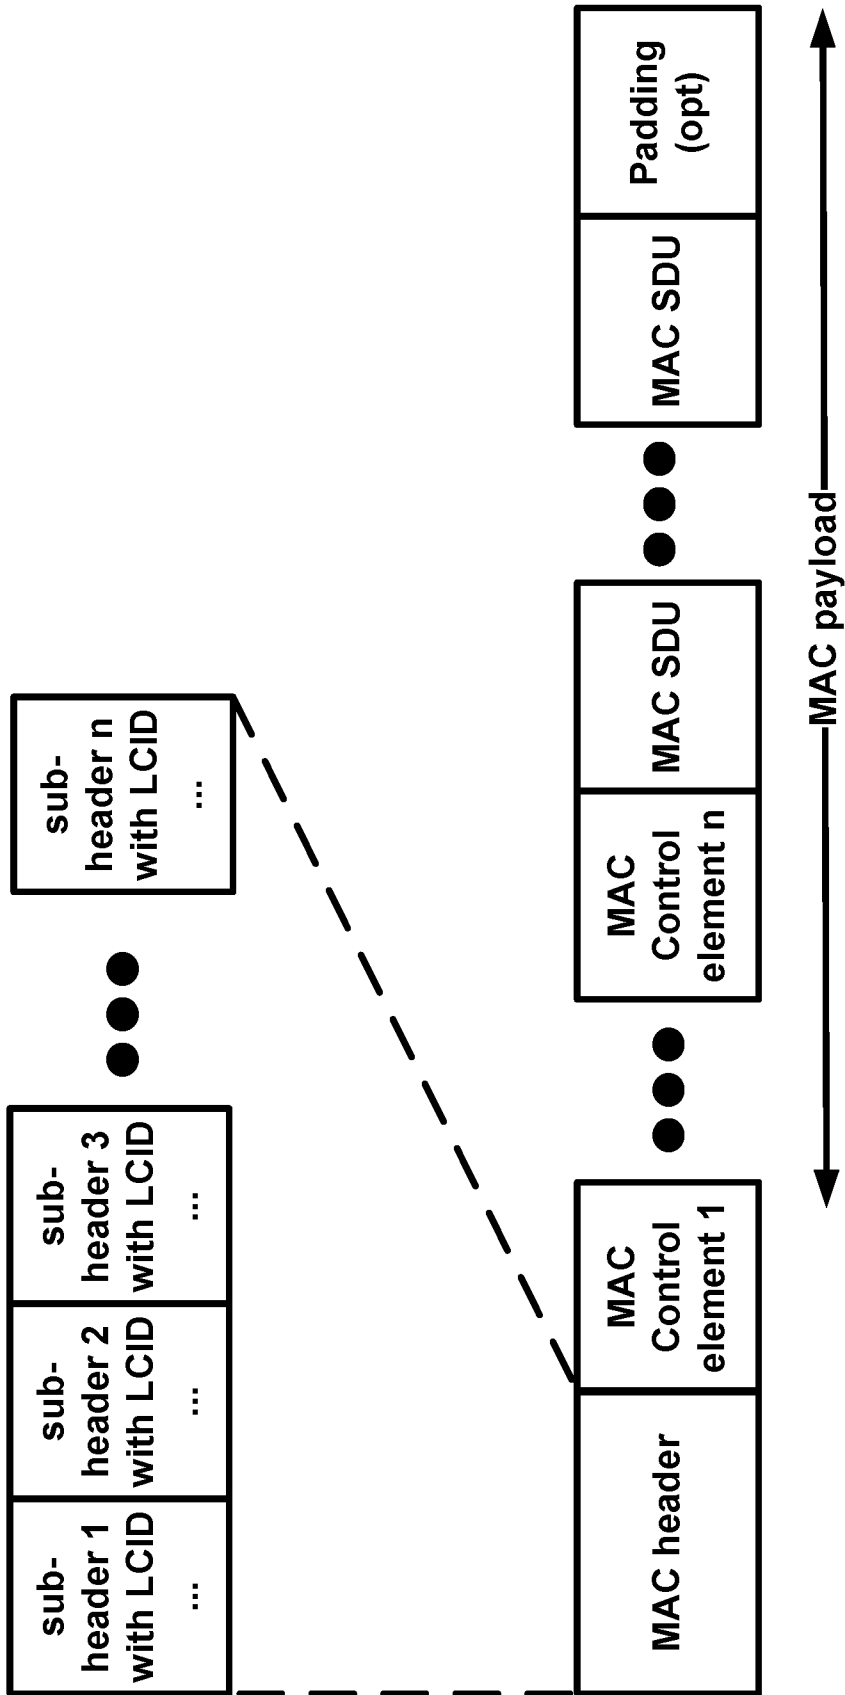 sub-
header 1
with LCID
...
sub-
header 2
with LCID
...
sub-
header 3
with LCID
...
sub-
header n
with LCID
...
MAC header
MAC
Control
element 1
MAC
Control
element n
MAC SDU
MAC SDU
Padding
(opt)
MAC payload